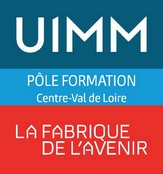 UIMM
PÔLE FORMATION
Centre-Val de Loire
LA FABRIQUE
DE L'AVENIR